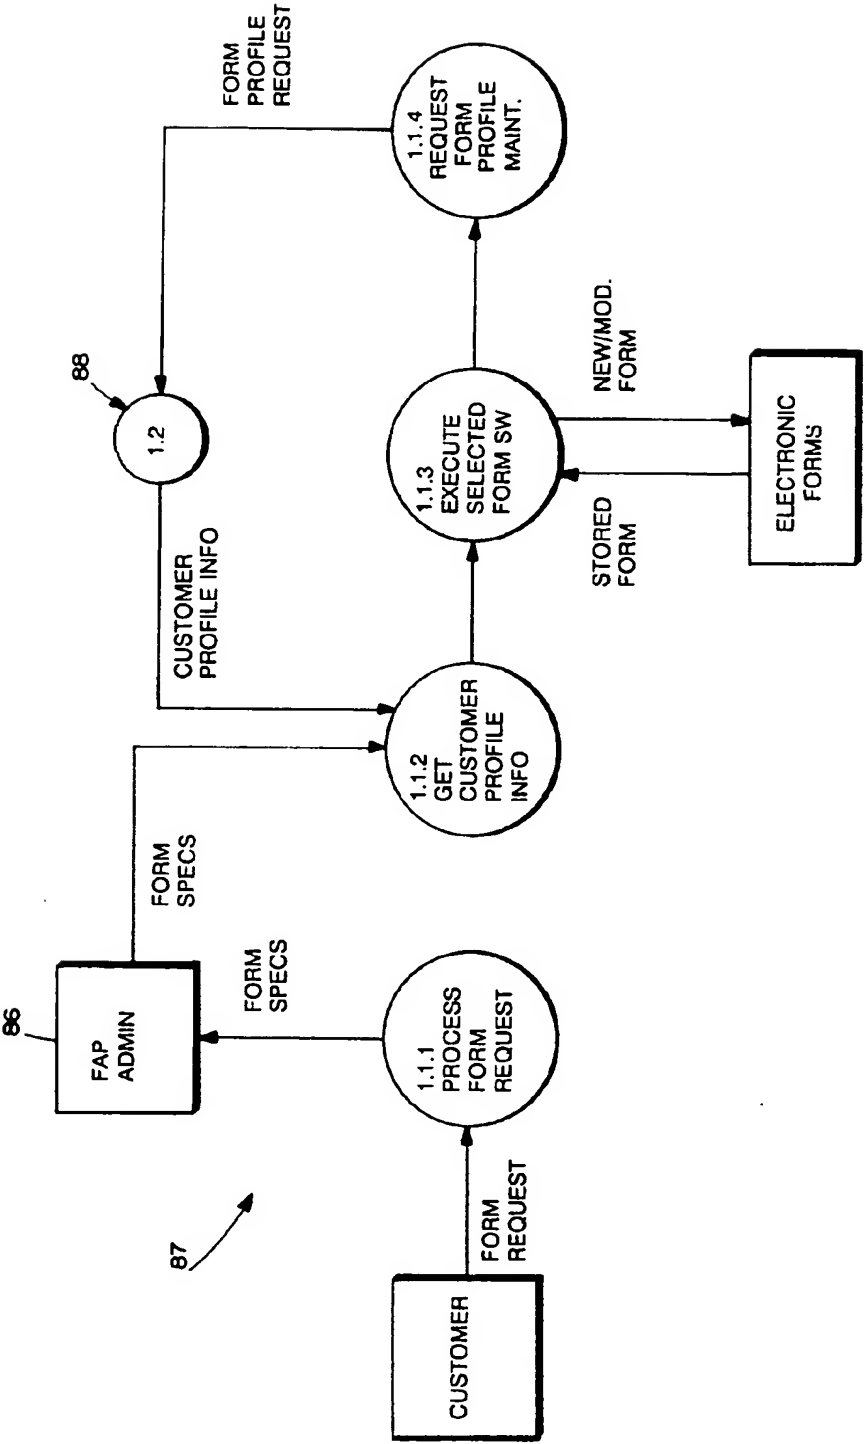 87
86
FAP
ADMIN
FORM
SPECS
FORM
SPECS
CUSTOMER
FORM
REQUEST
1.1.1
PROCESS
FORM
REQUEST
88
1.2
CUSTOMER
PROFILE INFO
FORM
PROFILE
REQUEST
1.1.2
GET
CUSTOMER
PROFILE
INFO
1.1.3
EXECUTE
SELECTED
FORM SW
1.1.4
REQUEST
FORM
PROFILE
MAINT.
STORED
FORM
NEW/MOD.
FORM
ELECTRONIC
FORMS